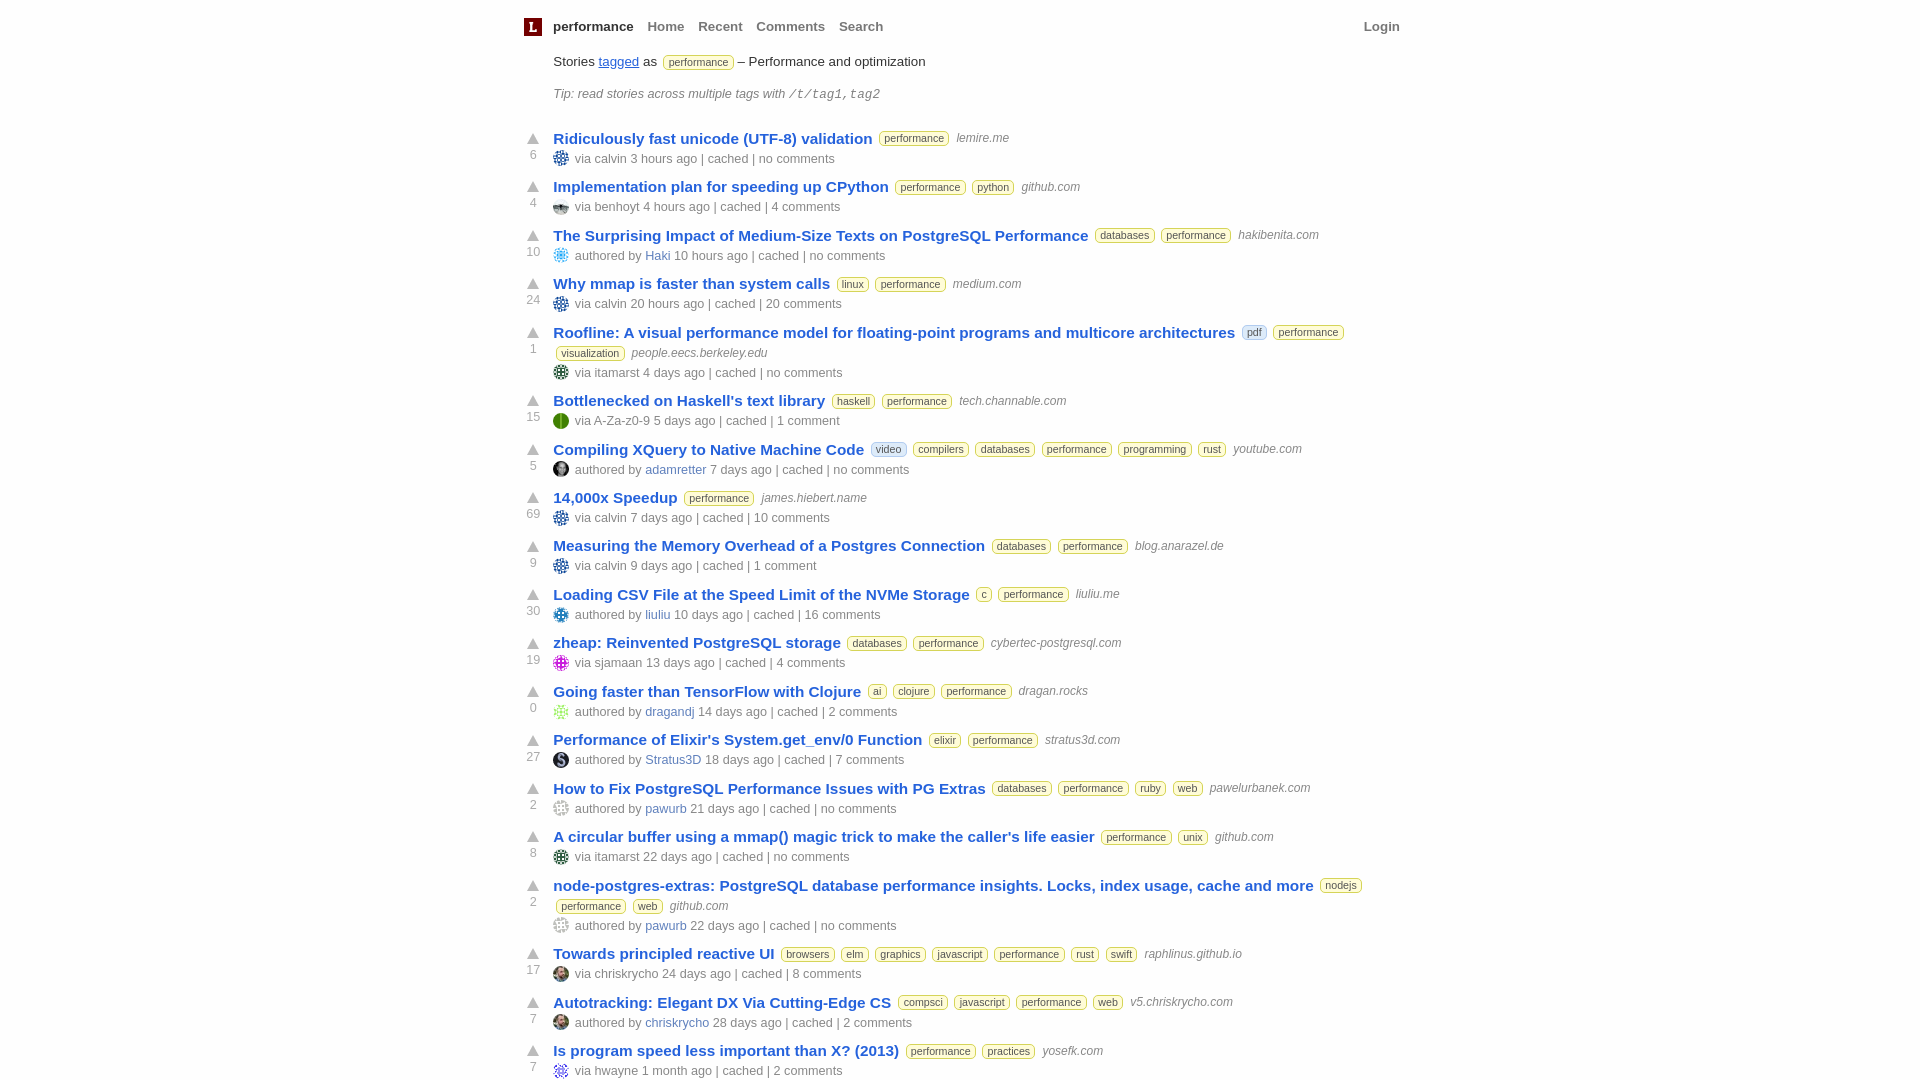 L performance Home Recent Comments Search Login
Stories tagged as performance – Performance and optimization
Tip: read stories across multiple tags with /t/tag1,tag2
Ridiculously fast unicode (UTF-8) validation performance lemire.me
6 via calvin 3 hours ago | cached | no comments
Implementation plan for speeding up CPython performance python github.com
4 via benhoyt 4 hours ago | cached | 4 comments
The Surprising Impact of Medium-Size Texts on PostgreSQL Performance databases performance hakibenita.com
10 authored by Haki 10 hours ago | cached | no comments
Why mmap is faster than system calls linux performance medium.com
24 via calvin 20 hours ago | cached | 20 comments
Roofline: A visual performance model for floating-point programs and multicore architectures pdf performance
1 visualization people.eecs.berkeley.edu
via itamarst 4 days ago | cached | no comments
Bottlenecked on Haskell's text library haskell performance tech.channable.com
15 via A-Za-z0-9 5 days ago | cached | 1 comment
Compiling XQuery to Native Machine Code video compilers databases performance programming rust youtube.com
5 authored by adamretter 7 days ago | cached | no comments
14,000x Speedup performance james.hiebert.name
69 via calvin 7 days ago | cached | 10 comments
Measuring the Memory Overhead of a Postgres Connection databases performance blog.anarazel.de
9 via calvin 9 days ago | cached | 1 comment
Loading CSV File at the Speed Limit of the NVMe Storage c performance liuliu.me
30 authored by liuliu 10 days ago | cached | 16 comments
zheap: Reinvented PostgreSQL storage databases performance cybertec-postgresql.com
19 via sjamaan 13 days ago | cached | 4 comments
Going faster than TensorFlow with Clojure ai clojure performance dragan.rocks
0 authored by dragandj 14 days ago | cached | 2 comments
Performance of Elixir's System.get_env/0 Function elixir performance stratus3d.com
27 authored by Stratus3D 18 days ago | cached | 7 comments
How to Fix PostgreSQL Performance Issues with PG Extras databases performance ruby web pawelurbanek.com
2 authored by pawurb 21 days ago | cached | no comments
A circular buffer using a mmap() magic trick to make the caller's life easier performance unix github.com
8 via itamarst 22 days ago | cached | no comments
node-postgres-extras: PostgreSQL database performance insights. Locks, index usage, cache and more nodejs
2 performance web github.com
authored by pawurb 22 days ago | cached | no comments
Towards principled reactive UI browsers elm graphics javascript performance rust swift raphlinus.github.io
17 via chriskrycho 24 days ago | cached | 8 comments
Autotracking: Elegant DX Via Cutting-Edge CS compsci javascript performance web v5.chriskrycho.com
7 authored by chriskrycho 28 days ago | cached | 2 comments
Is program speed less important than X? (2013) performance practices yosefk.com
7 via hwayne 1 month ago | cached | 2 comments